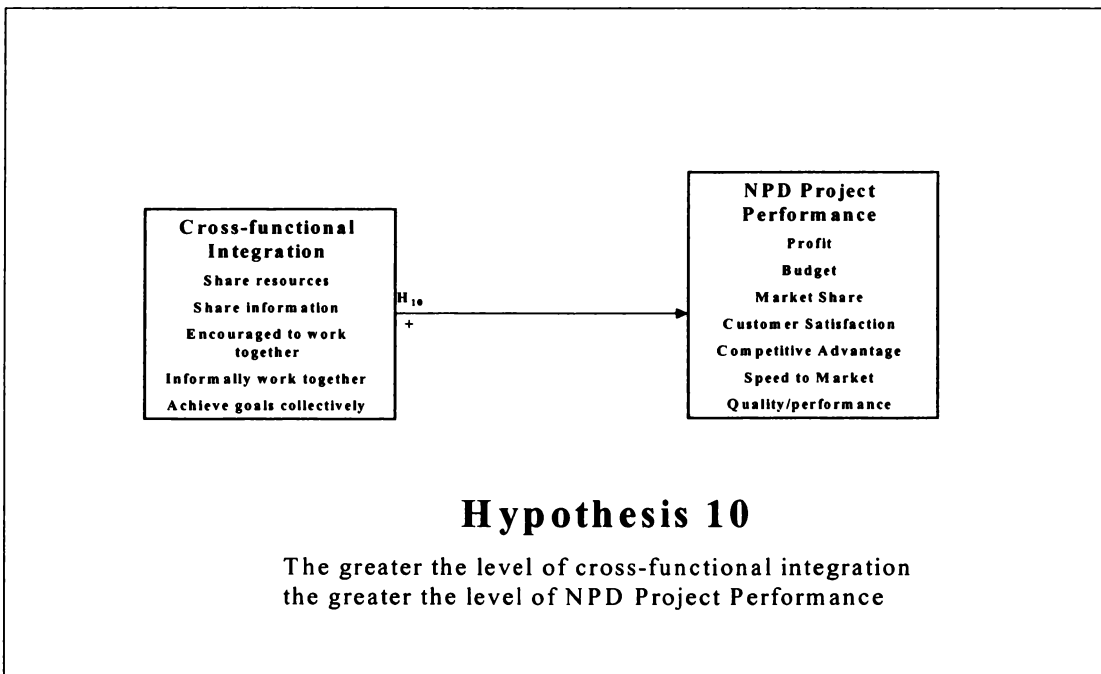 Cross-functional
Integration
Share resources
Share information
Encouraged to work
together
Informally work together
Achieve goals collectively
H₁₀
+
NPD Project
Performance
Profit
Budget
Market Share
Customer Satisfaction
Competitive Advantage
Speed to Market
Quality/performance
Hypothesis 10
The greater the level of cross-functional integration
the greater the level of NPD Project Performance